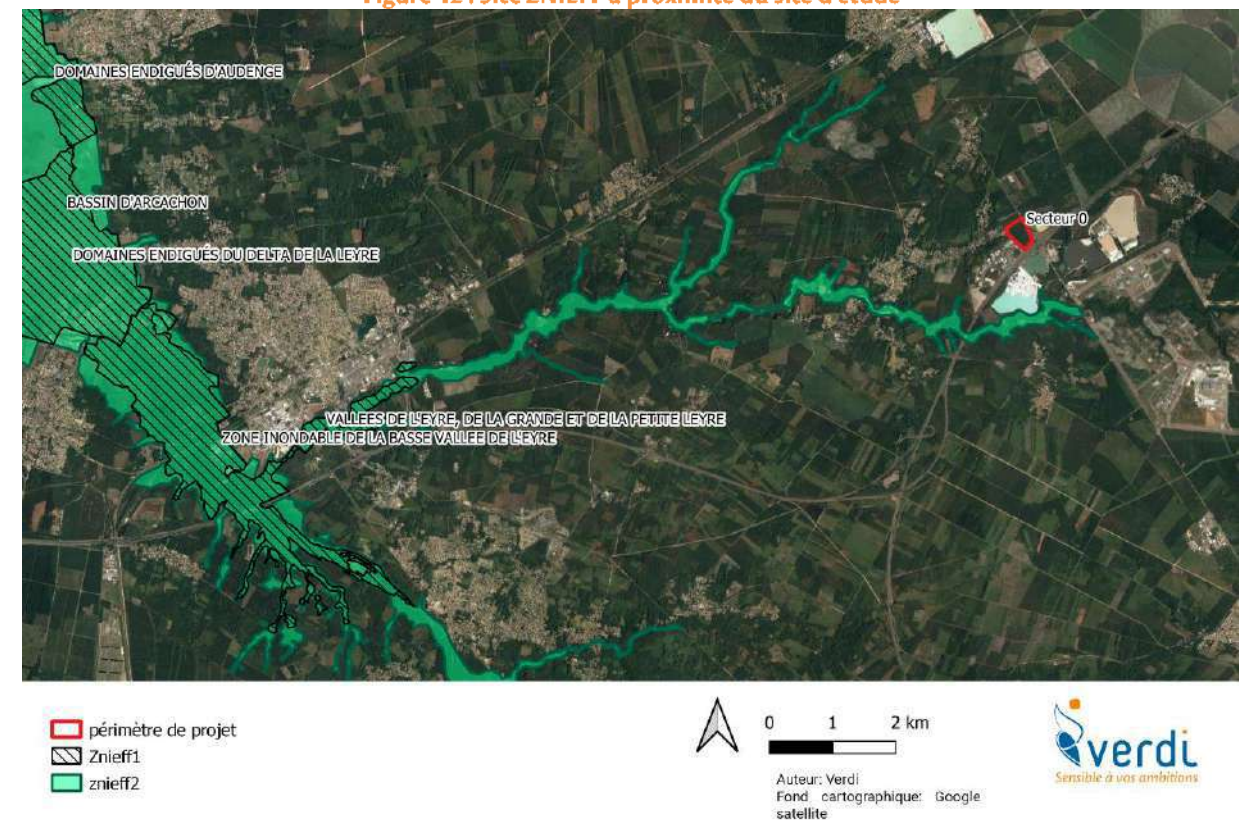 Figure 42 : Site ZNIEFF à proximité du site d'étude
DOMAINES ENDIGUÉS D'AUDENGE
BASSIN D'ARCACHON
Secteur 0
DOMAINES ENDIGUÉS DU DELTA DE LA LEYRE
VALLEES DE L'EYRE, DE LA GRANDE ET DE LA PETITE LEYRE
ZONE INONDABLE DE LA BASSE VALLEE DE L'EYRE
périmètre de projet
Znieff1
znieff2
0 1 2 km
Auteur: Verdi
Fond cartographique: Google
satellite
verdi
Sensible à vos ambitions